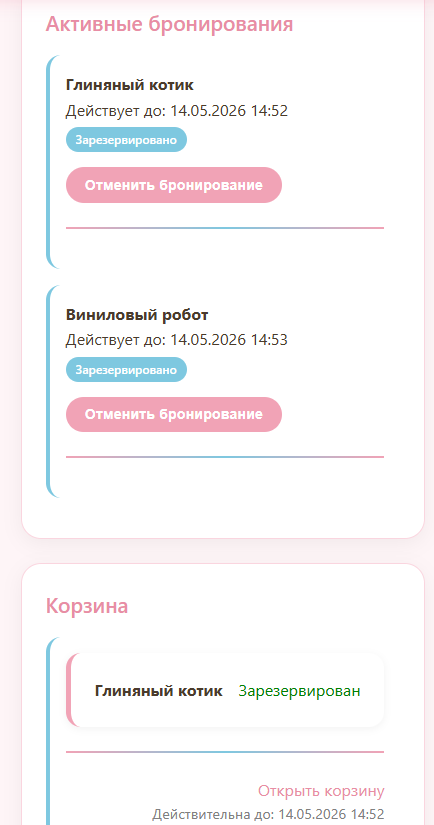 Активные бронирования
Глиняный котик
Действует до: 14.05.2026 14:52
Зарезервировано
Отменить бронирование
Виниловый робот
Действует до: 14.05.2026 14:53
Зарезервировано
Отменить бронирование
Корзина
Глиняный котик Зарезервирован
Открыть корзину
Действительна до: 14.05.2026 14:52